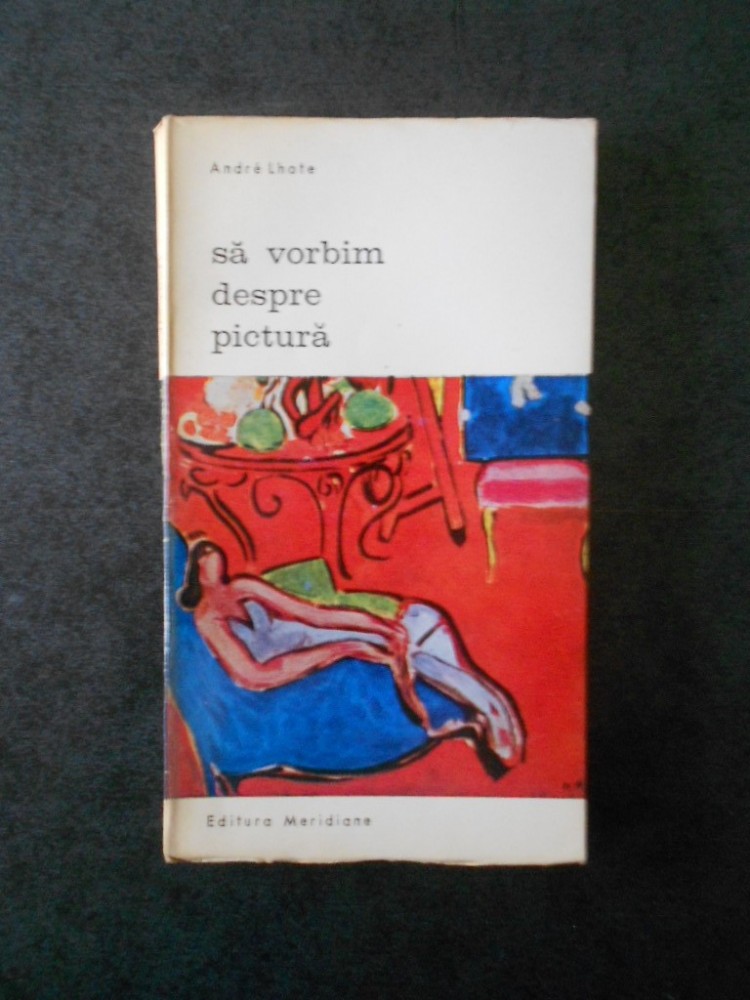 André Lhote
să vorbim
despre
pictură
Editura Meridiane